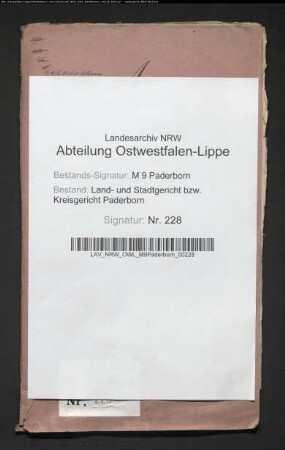 Landesarchiv NRW
Abteilung Ostwestfalen-Lippe
Bestands-Signatur: M 9 Paderborn
Bestand: Land- und Stadtgericht bzw.
Kreisgericht Paderborn
Signatur: Nr. 228
LAV_NRW_OWL_M9Paderborn_00228
Nr.